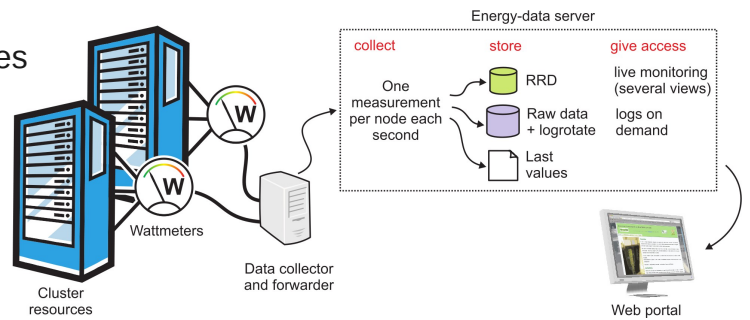 es
Energy-data server
collect
store
give access
One
measurement
per node each
second
RRD
Raw data
+ logrotate
Last
values
live monitoring
(several views)
logs on
demand
W
W
Wattmeters
Data collector
and forwarder
Cluster
resources
Web portal